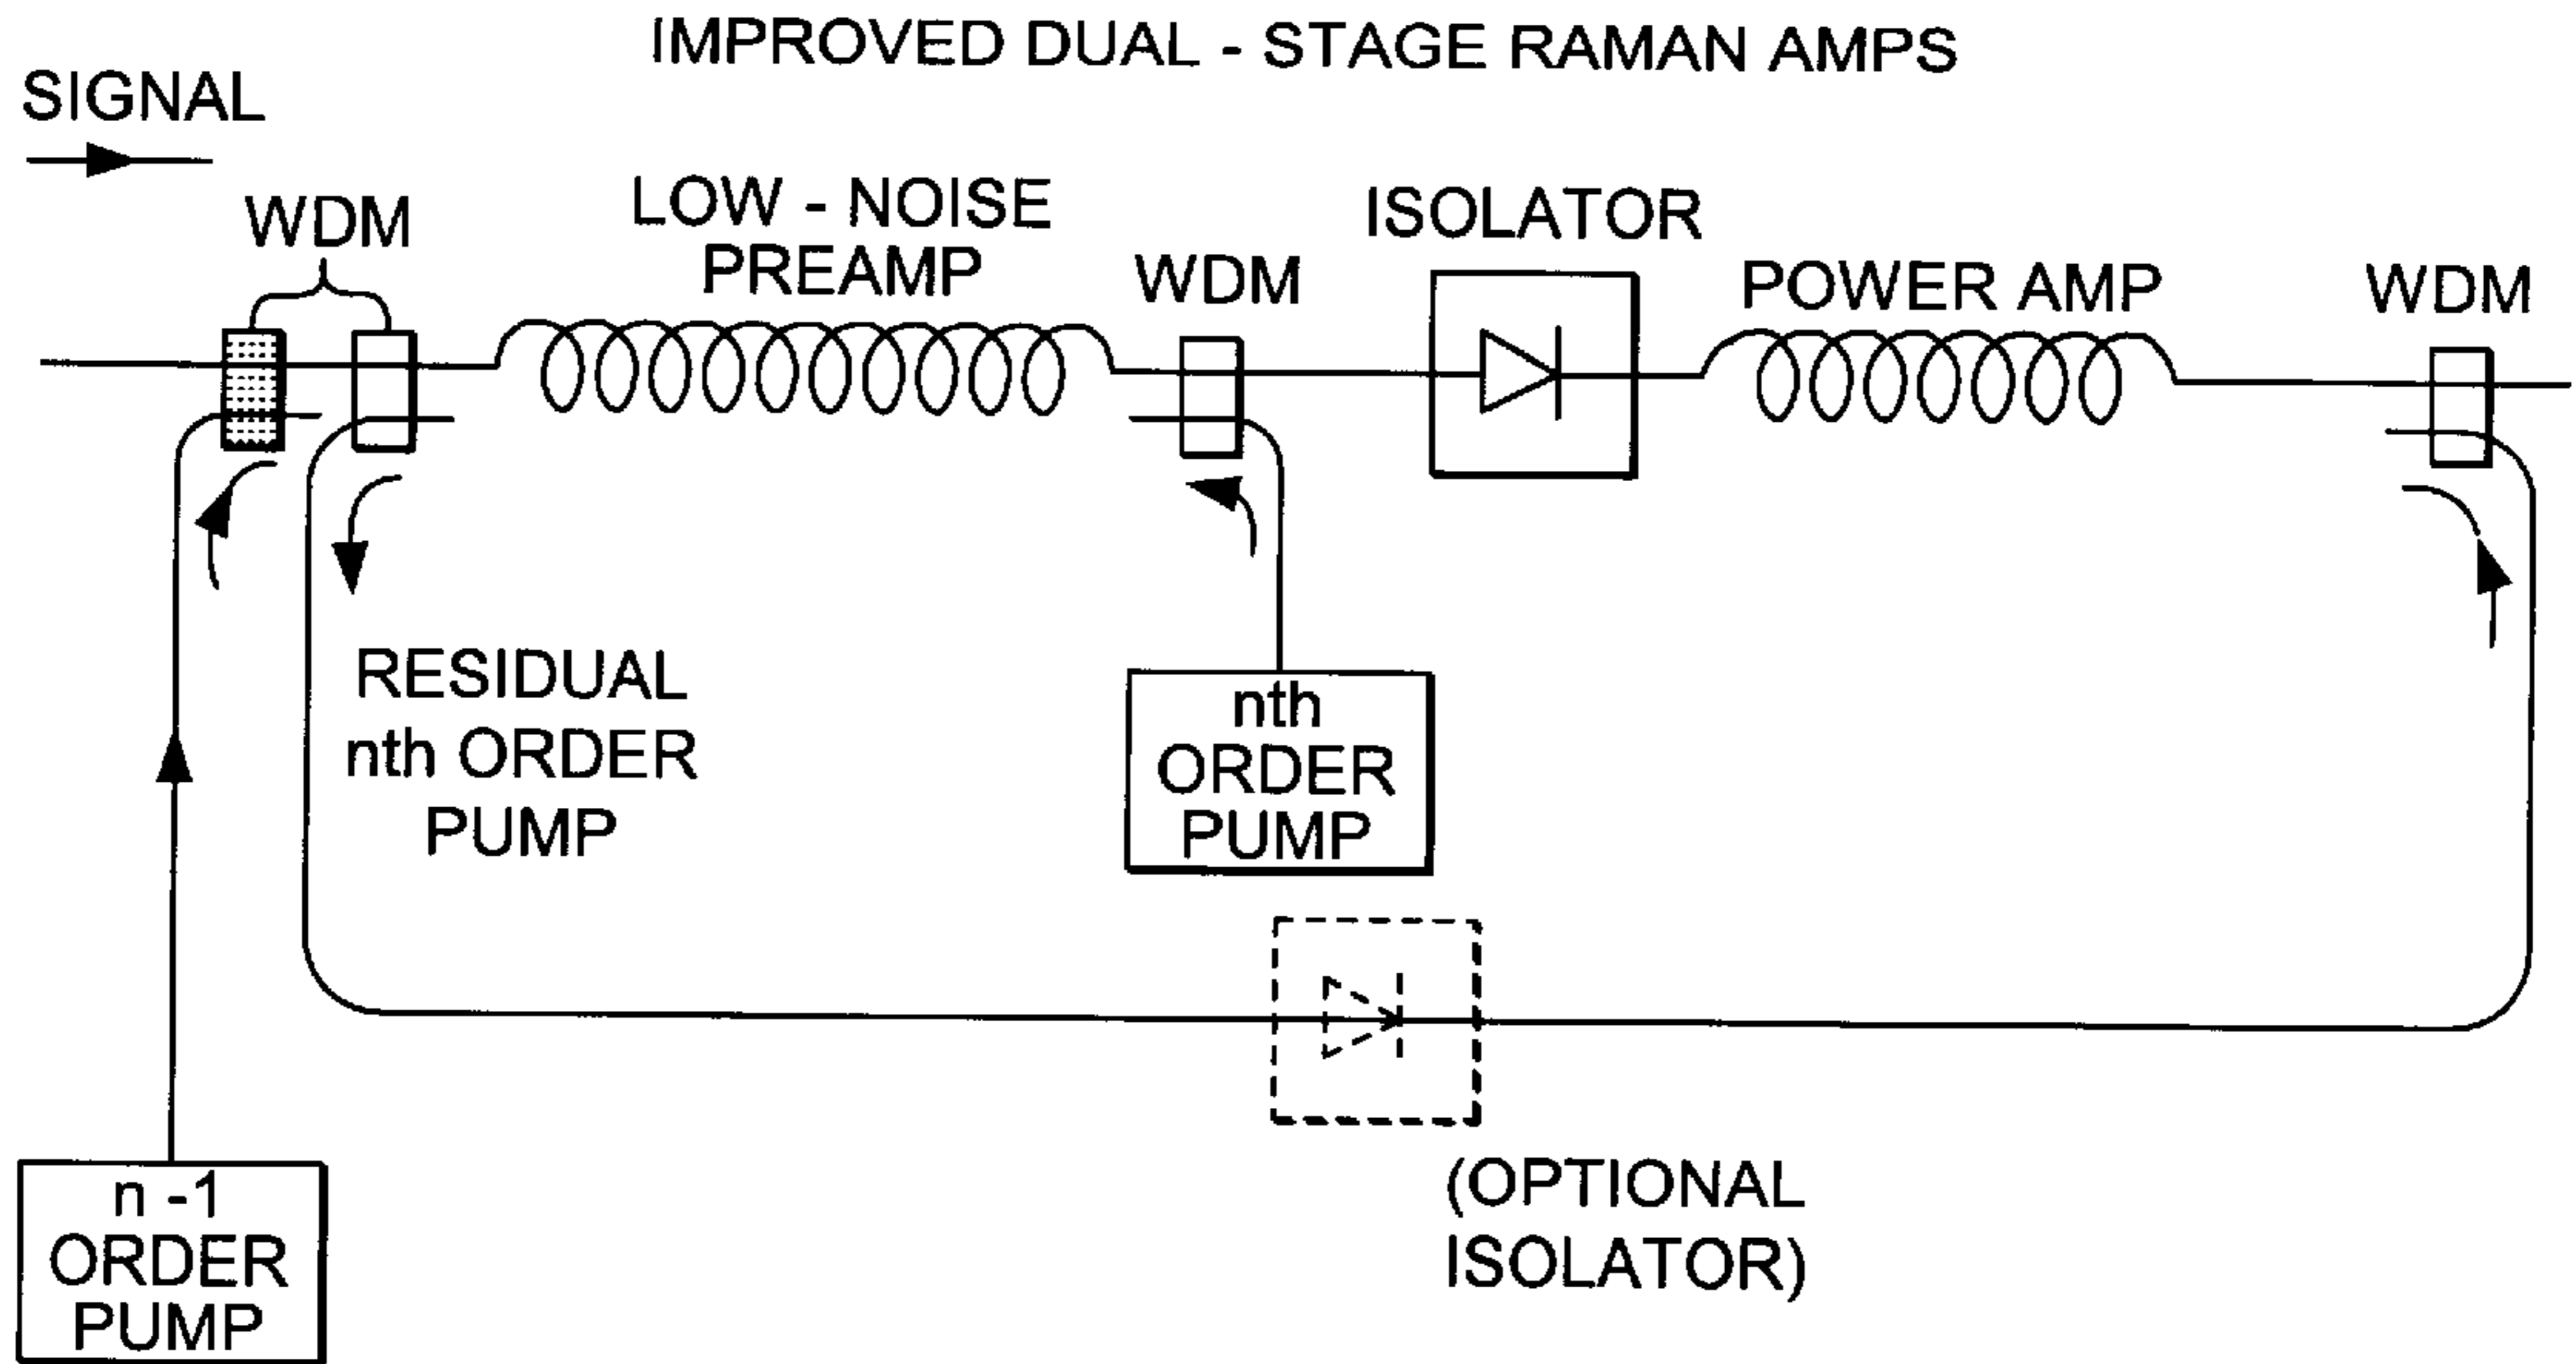 IMPROVED DUAL - STAGE RAMAN AMPS
SIGNAL
WDM
LOW - NOISE
PREAMP
WDM
ISOLATOR
POWER AMP
WDM
RESIDUAL
nth ORDER
PUMP
nth
ORDER
PUMP
(OPTIONAL
ISOLATOR)
n -1
ORDER
PUMP